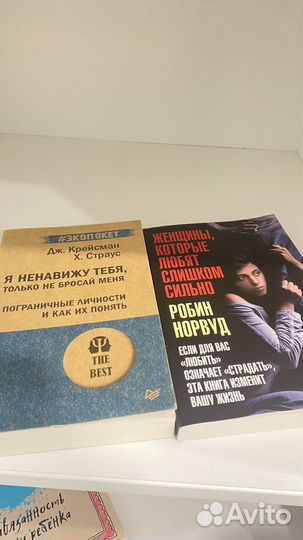 #ЭКОПОКЕТ
Дж. Крейсман
Х. Страус
Я НЕНАВИЖУ ТЕБЯ,
ТОЛЬКО НЕ БРОСАЙ МЕНЯ
ПОГРАНИЧНЫЕ ЛИЧНОСТИ
И КАК ИХ ПОНЯТЬ
THE
BEST
ЖЕНЩИНЫ,
КОТОРЫЕ
ЛЮБЯТ
СЛИШКОМ
СИЛЬНО
РОБИН
НОРВУД
ЕСЛИ ДЛЯ ВАС
«ЛЮБИТЬ»
ОЗНАЧАЕТ «СТРАДАТЬ»,
ЭТА КНИГА ИЗМЕНИТ
ВАШУ ЖИЗНЬ
ребёнка
Avito